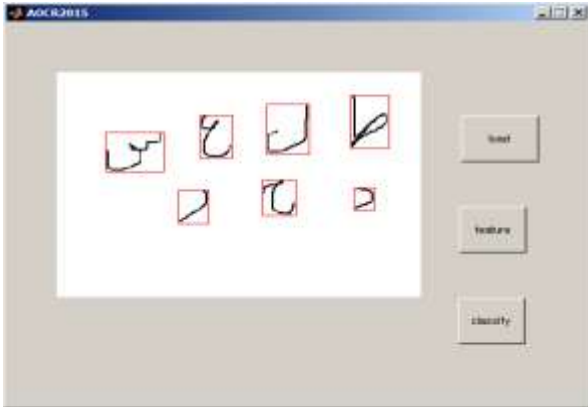 AOCR2015
ط ك س
د ر
load
feature
classify